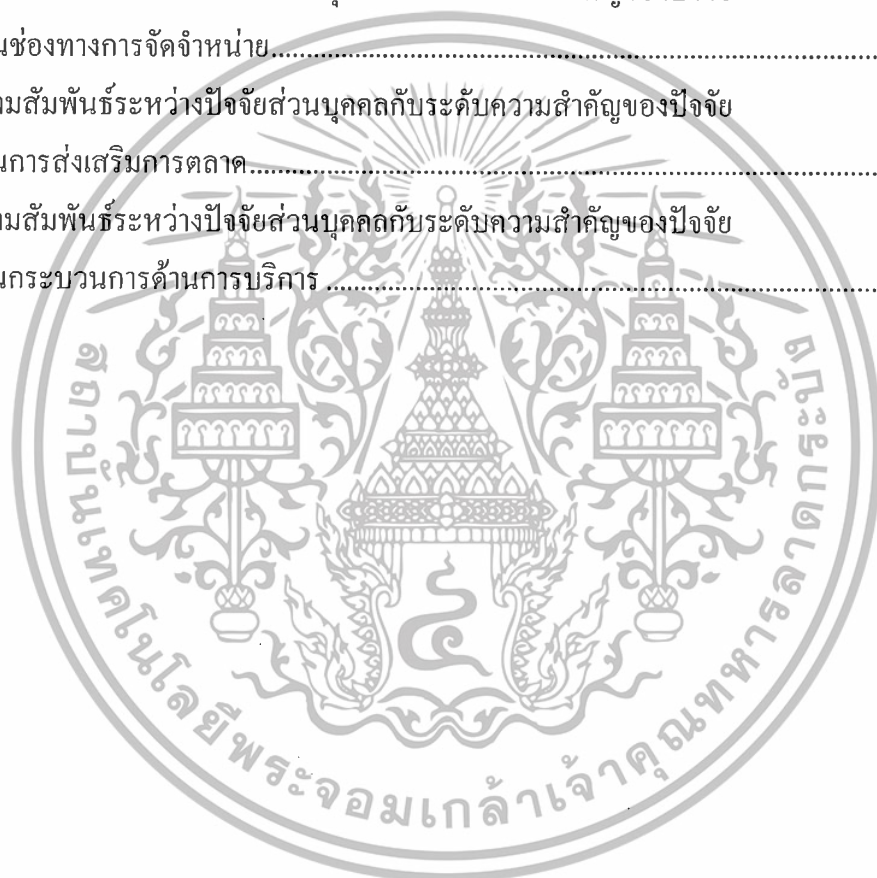 นช่องทางการจัดจำหน่าย
ามสัมพันธ์ระหว่างปัจจัยส่วนบุคคลกับระดับความสำคัญของปัจจัย
นการส่งเสริมการตลาด
ามสัมพันธ์ระหว่างปัจจัยส่วนบุคคลกับระดับความสำคัญของปัจจัย
นกระบวนการด้านการบริการ
สถาบันเทคโนโลยีพระจอมเกล้าเจ้าคุณทหารลาดกระบัง
๔